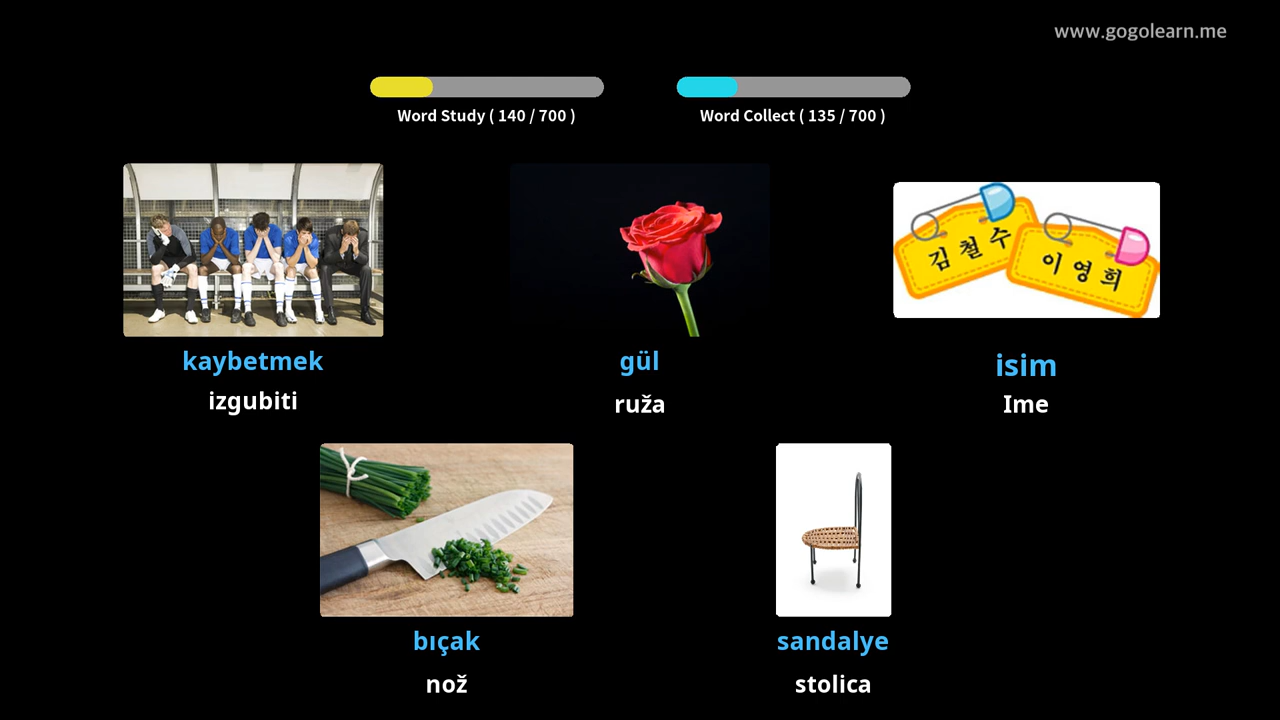 www.gogolearn.me
Word Study ( 140 / 700 )
Word Collect ( 135 / 700 )
김철수
이영희
kaybetmek
gül
isim
izgubiti
ruža
Ime
bıçak
sandalye
nož
stolica